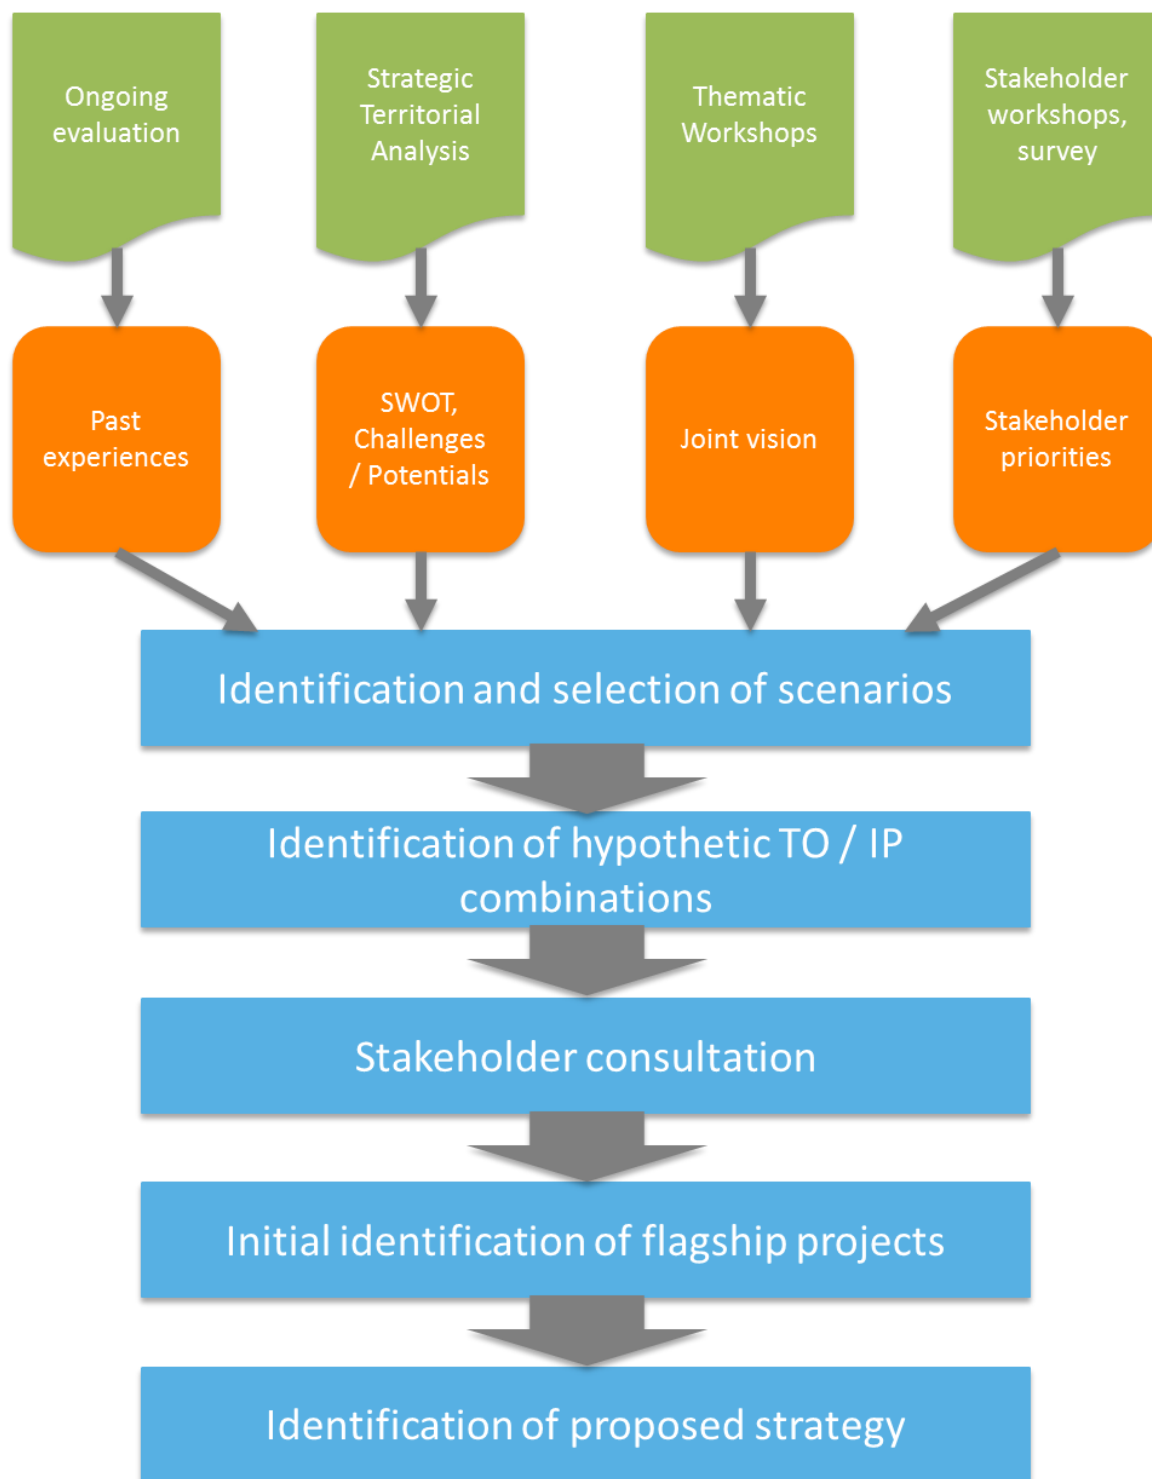 Ongoing
evaluation
Strategic
Territorial
Analysis
Thematic
Workshops
Stakeholder
workshops,
survey
Past
experiences
SWOT,
Challenges
/ Potentials
Joint vision
Stakeholder
priorities
Identification and selection of scenarios
Identification of hypothetic TO / IP
combinations
Stakeholder consultation
Initial identification of flagship projects
Identification of proposed strategy